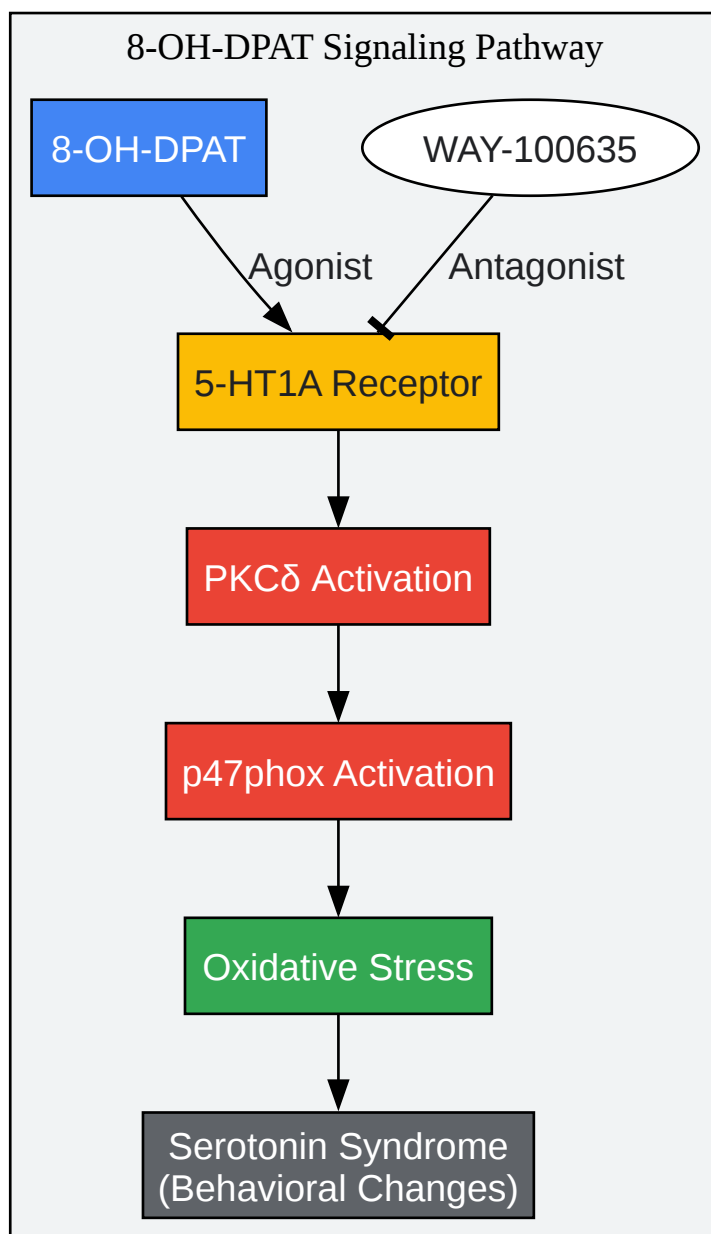 8-OH-DPAT Signaling Pathway
8-OH-DPAT
WAY-100635
Agonist
Antagonist
5-HT1A Receptor
PKCδ Activation
p47phox Activation
Oxidative Stress
Serotonin Syndrome
(Behavioral Changes)